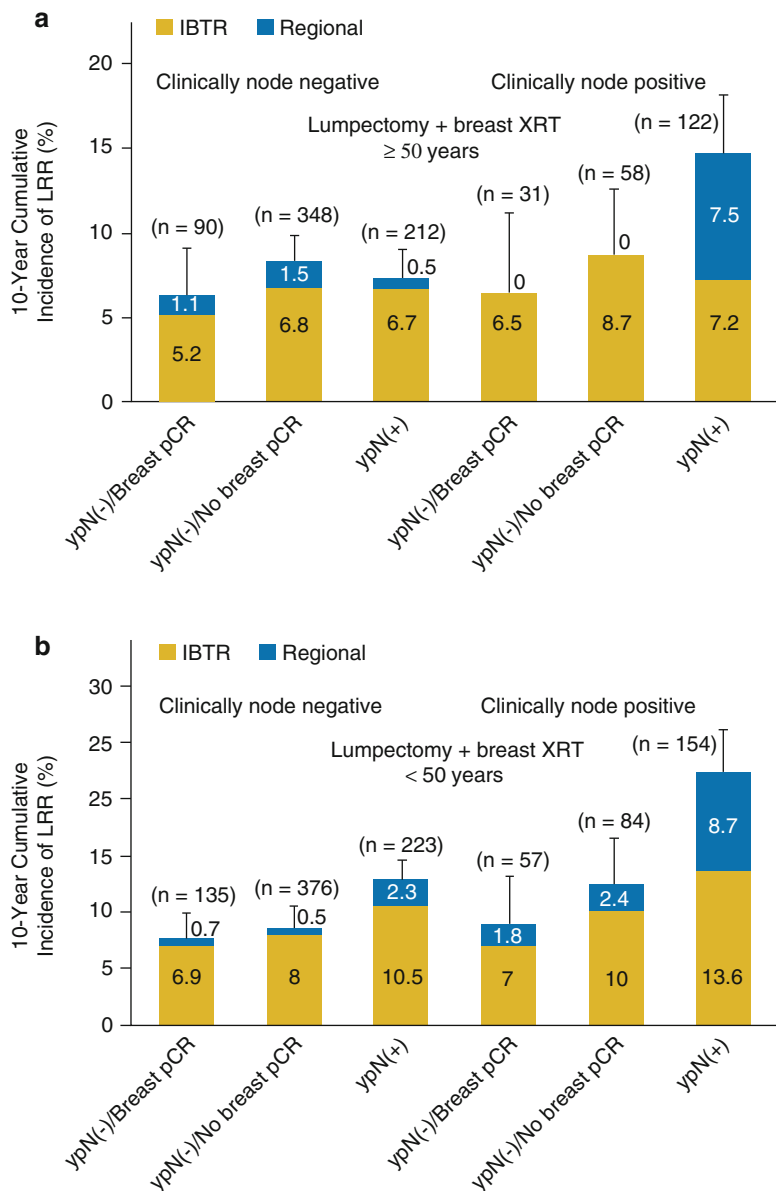 a
IBTR Regional
20
Clinically node negative Clinically node positive
Lumpectomy + breast XRT
≥ 50 years
(n = 122)
15
(n = 58)
(n = 31)
(n = 90) (n = 348) (n = 212)
10
10-Year Cumulative
Incidence of LRR (%)
7.5
0
0.5
0
1.1 1.5
5
5.2 6.8 6.7 6.5 8.7 7.2
0
ypN(-)/Breast pCR
ypN(-)/No breast pCR
ypN(+)
ypN(-)/Breast pCR
ypN(-)/No breast pCR
ypN(+)
b
IBTR Regional
30
Clinically node negative Clinically node positive
Lumpectomy + breast XRT
< 50 years
(n = 154)
25
25
(n = 84)
(n = 223)
(n = 57)
15
(n = 135) (n = 376)
10
10-Year Cumulative
Incidence of LRR (%)
8.7
2.3
2.4
0.5
0.7
1.8
5
6.9 8 10.5 7 10 13.6
0
ypN(-)/Breast pCR
ypN(-)/No breast pCR
ypN(+)
ypN(-)/Breast pCR
ypN(-)/No breast pCR
ypN(+)